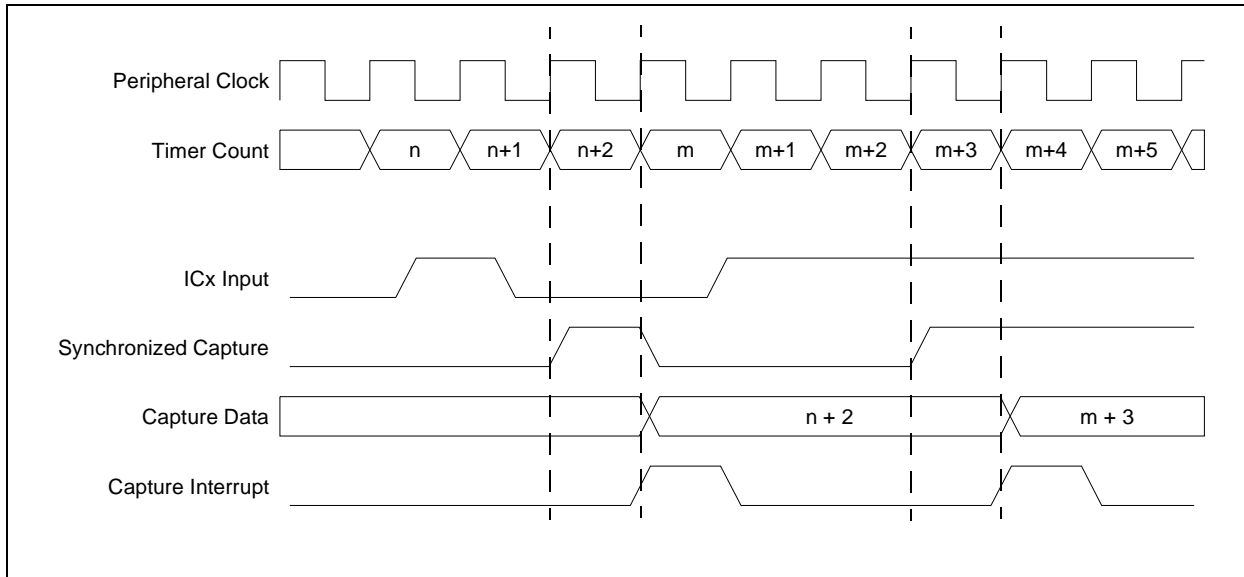 Peripheral Clock
Timer Count
n
n+1
n+2
m
m+1
m+2
m+3
m+4
m+5
ICx Input
Synchronized Capture
Capture Data
n + 2
m + 3
Capture Interrupt